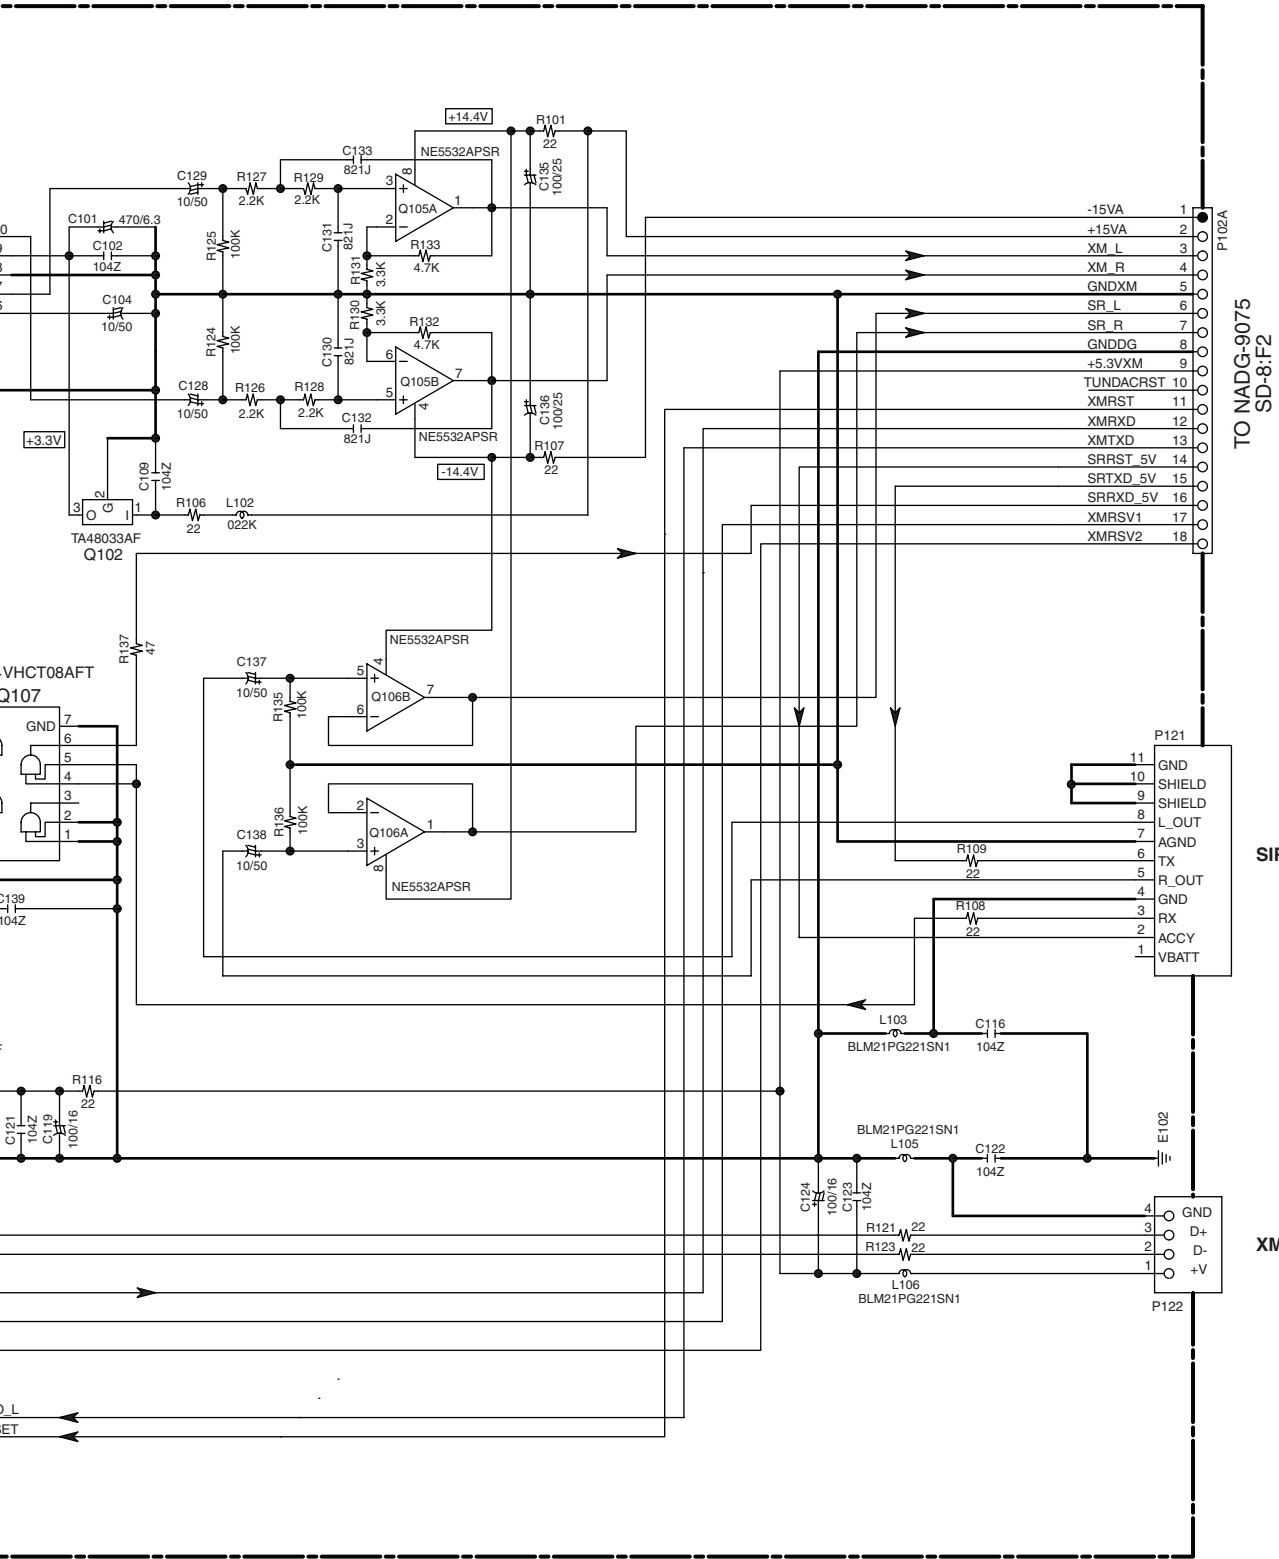 +14.4V
R101
22
C133
821J
NE5532APSR
8
C135
100/25
C129
10/50
R127
2.2K
R129
2.2K
3
+
2
Q105A
1
C101
470/6.3
C102
104Z
C104
10/50
R125
100K
C131
821J
R131
3.3K
R133
4.7K
R130
3.3K
R132
4.7K
R124
100K
C130
821J
6
5
+
Q105B
7
4
C128
10/50
R126
2.2K
R128
2.2K
C132
821J
NE5532APSR
C136
100/25
-14.4V
R107
22
+3.3V
C109
104Z
3
O
G
2
I
1
TA48033AF
Q102
R106
22
L102
022K
-15VA 1
+15VA 2
XM_L 3
XM_R 4
GNDXM 5
SR_L 6
SR_R 7
GNDDG 8
+5.3VXM 9
TUNDACRST 10
XMRST 11
XMRXD 12
XMTXD 13
SRRST_5V 14
SRTXD_5V 15
SRRXD_5V 16
XMRSV1 17
XMRSV2 18
P102A
TO NADG-9075
SD-8:F2
R137
47
-VHCT08AFT
Q107
GND 7
6
5
4
3
2
1
C139
104Z
NE5532APSR
4
C137
10/50
R135
100K
5
+
6
Q106B
7
R136
100K
C138
10/50
2
3
+
Q106A
1
8
NE5532APSR
P121
11 GND
10 SHIELD
9 SHIELD
8 L_OUT
7 AGND
6 TX
5 R_OUT
4 GND
3 RX
2 ACCY
1 VBATT
R109
22
R108
22
SIR
L103
BLM21PG221SN1
C116
104Z
R116
22
C121
104Z
C119
100/16
BLM21PG221SN1
L105
C122
104Z
E102
C124
100/16
C123
104Z
R121 22
R123 22
L106
BLM21PG221SN1
4 GND
3 D+
2 D-
1 +V
P122
XM
D_L
SET